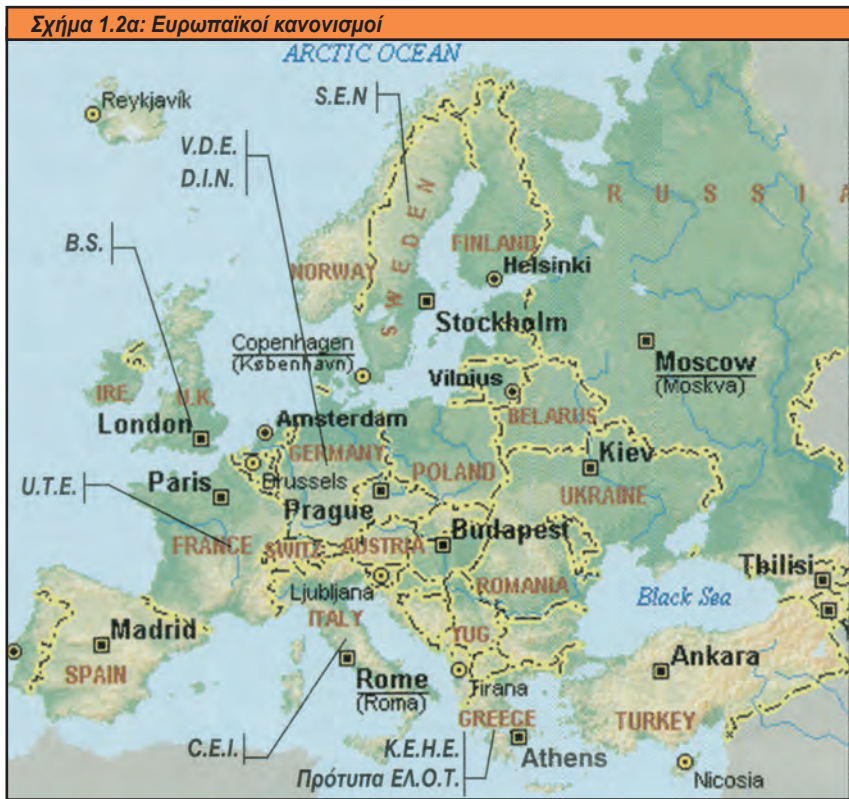 Σχήμα 1.2α: Ευρωπαϊκοί κανονισμοί
ARCTIC OCEAN
Reykjavík
S.E.N
V.D.E.
D.I.N.
B.S.
RUSSIA
NORWAY
SWEDEN
FINLAND
Helsinki
Stockholm
Copenhagen
(København)
Moscow
(Moskva)
Vilnius
IRE.
U.K.
BELARUS
London
Amsterdam
GERMANY
POLAND
Kiev
U.T.E.
Paris
Brussels
Prague
UKRAINE
FRANCE
SWITZ.
AUSTRIA
Budapest
Ljubljana
ROMANIA
Black Sea
Tbilisi
ITALY
YUG.
Y
Madrid
SPAIN
Rome
(Roma)
Tirana
Ankara
GREECE
TURKEY
C.E.I.
Κ.Ε.Η.Ε.
Πρότυπα ΕΛ.Ο.Τ.
Athens
Nicosia